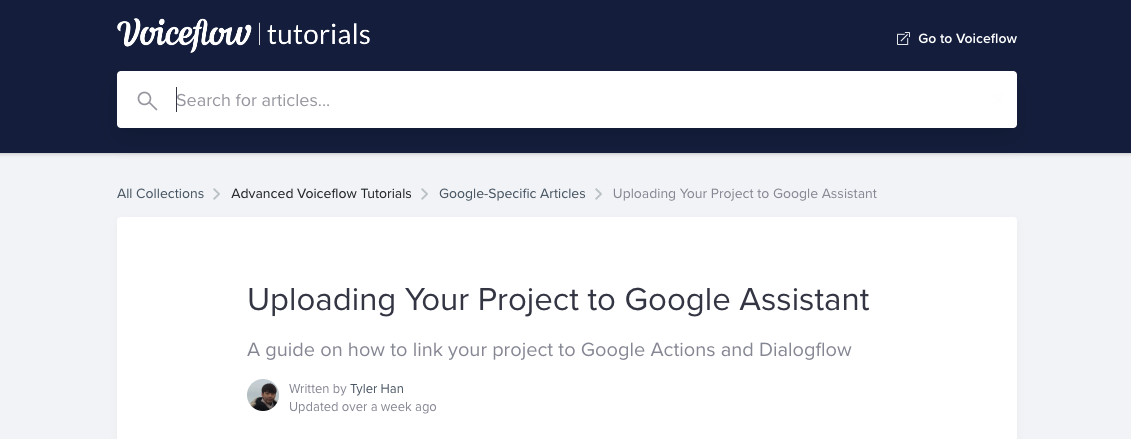 Voiceflow | tutorials
Go to Voiceflow
Search for articles...
All Collections > Advanced Voiceflow Tutorials > Google-Specific Articles > Uploading Your Project to Google Assistant
Uploading Your Project to Google Assistant
A guide on how to link your project to Google Actions and Dialogflow
Written by Tyler Han
Updated over a week ago